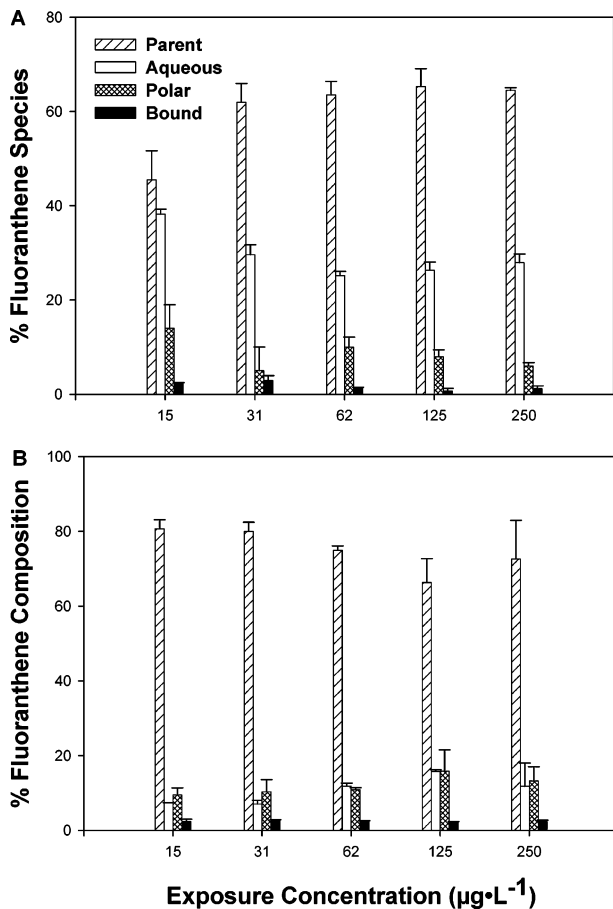 A
80
Parent
Aqueous
Polar
Bound
60
40
20
0
% Fluoranthene Species
15 31 62 125 250
B
100
80
60
40
20
0
% Fluoranthene Composition
15 31 62 125 250
Exposure Concentration (µg•L-1)